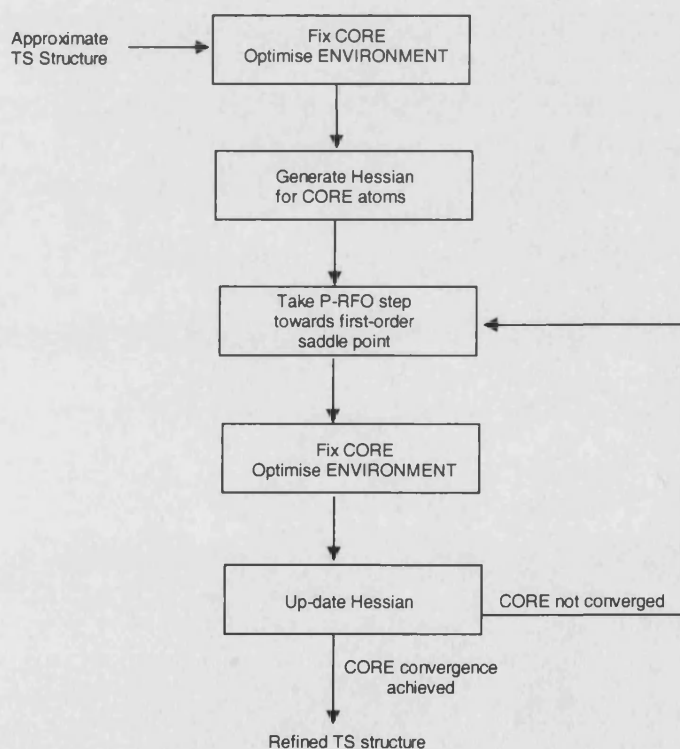 Approximate
TS Structure
Fix CORE
Optimise ENVIRONMENT
Generate Hessian
for CORE atoms
Take P-RFO step
towards first-order
saddle point
Fix CORE
Optimise ENVIRONMENT
Up-date Hessian
CORE not converged
CORE convergence
achieved
Refined TS structure